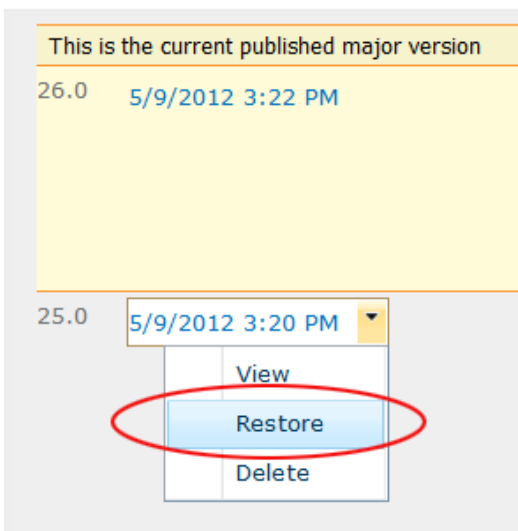 This is the current published major version
26.0 5/9/2012 3:22 PM
25.0 5/9/2012 3:20 PM
View
Restore
Delete